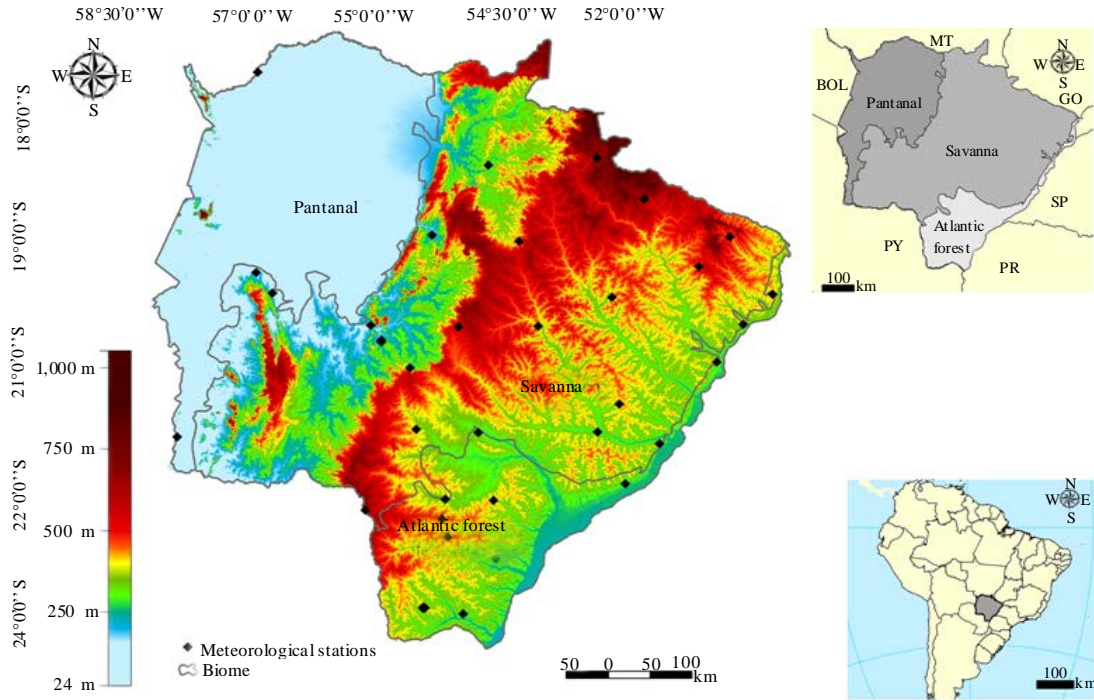 58°30'0''W 57°0'0''W 55°0'0''W 54°30'0''W 52°0'0''W
N
W E
S
18°0'0''S
19°0'0''S
21°0'0''S
22°0'0''S
24°0'0''S
Pantanal
Savanna
Atlantic forest
1,000 m
750 m
500 m
250 m
24 m
Meteorological stations
Biome
50 0 50 100
km
MT
N
W E
S
BOL
GO
Pantanal
Savanna
SP
Atlantic
forest
PY
PR
100
km
N
W E
S
100
km